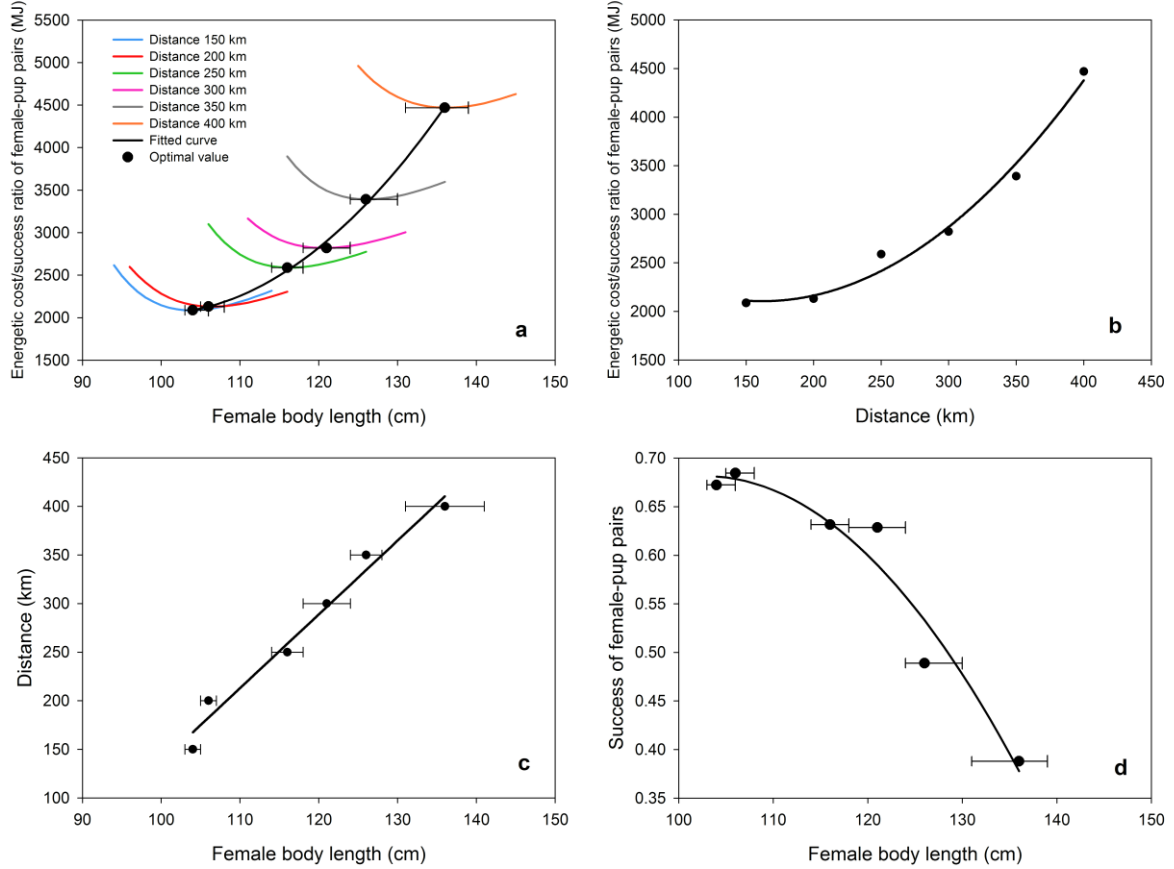 Energetic cost/success ratio of female-pup pairs (MJ)
5500
5000
4500
4000
3500
3000
2500
2000
1500
Distance 150 km
Distance 200 km
Distance 250 km
Distance 300 km
Distance 350 km
Distance 400 km
Fitted curve
Optimal value
a
90 100 110 120 130 140 150
Female body length (cm)
Energetic cost/success ratio of female-pup pairs (MJ)
5000
4500
4000
3500
3000
2500
2000
1500
b
100 150 200 250 300 350 400 450
Distance (km)
Distance (km)
450
400
350
300
250
200
150
100
c
90 100 110 120 130 140 150
Female body length (cm)
Success of female-pup pairs
0.70
0.65
0.60
0.55
0.50
0.45
0.40
0.35
d
100 110 120 130 140 150
Female body length (cm)